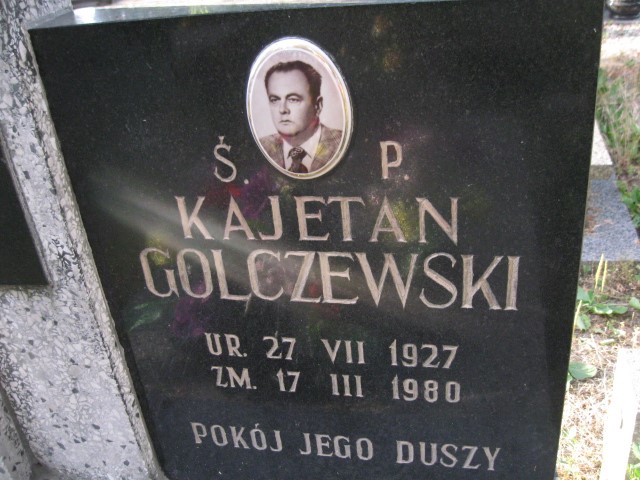 Ś. P.
KAJETAN
GOLCZEWSKI
UR. 27 VII 1927
ZM. 17 III 1980
POKÓJ JEGO DUSZY